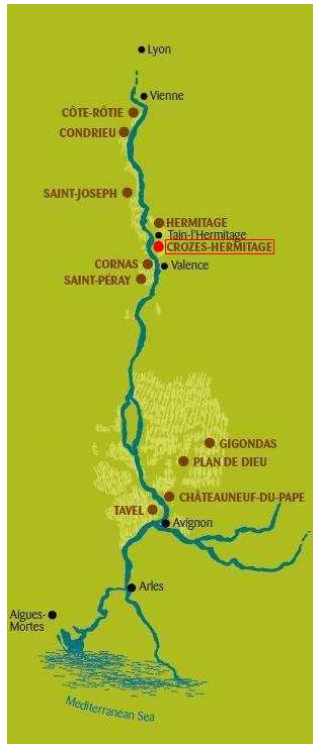 Lyon
Vienne
CÔTE-RÔTIE
CONDRIEU
SAINT-JOSEPH
HERMITAGE
Tain-l'Hermitage
CROZES-HERMITAGE
CORNAS
Valence
SAINT-PÉRAY
GIGONDAS
PLAN DE DIEU
CHÂTEAUNEUF-DU-PAPE
TAVEL
Avignon
Arles
Aigues-
Mortes
Mediterranean Sea